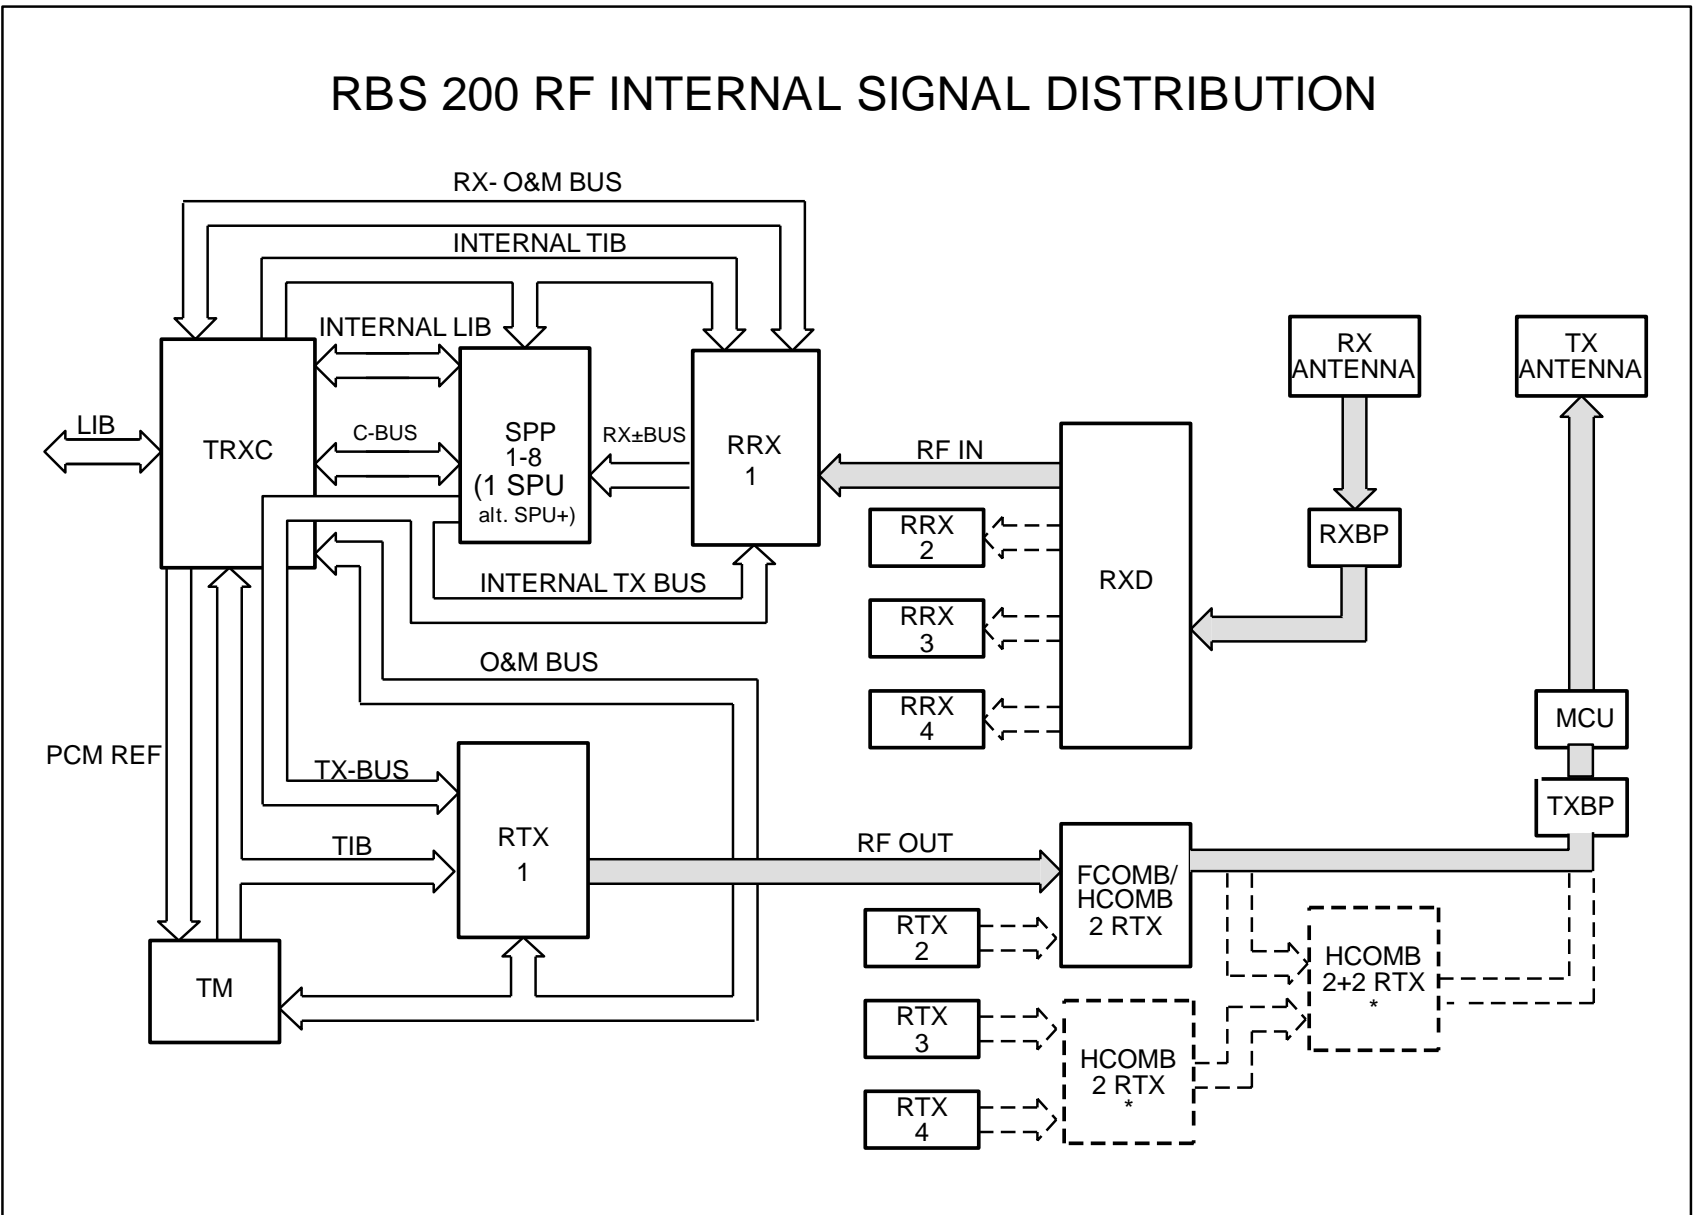 RBS 200 RF INTERNAL SIGNAL DISTRIBUTION
RX- O&M BUS
INTERNAL TIB
INTERNAL LIB
LIB
TRXC
C-BUS
SPP
1-8
(1 SPU
alt. SPU+)
RX±BUS
RRX
1
RF IN
RX
ANTENNA
TX
ANTENNA
RRX
2
RXBP
RXD
INTERNAL TX BUS
RRX
3
O&M BUS
RRX
4
MCU
PCM REF
TX-BUS
TXBP
RTX
1
TIB
RF OUT
FCOMB/
HCOMB
2 RTX
RTX
2
HCOMB
2+2 RTX
*
TM
RTX
3
HCOMB
2 RTX
*
RTX
4